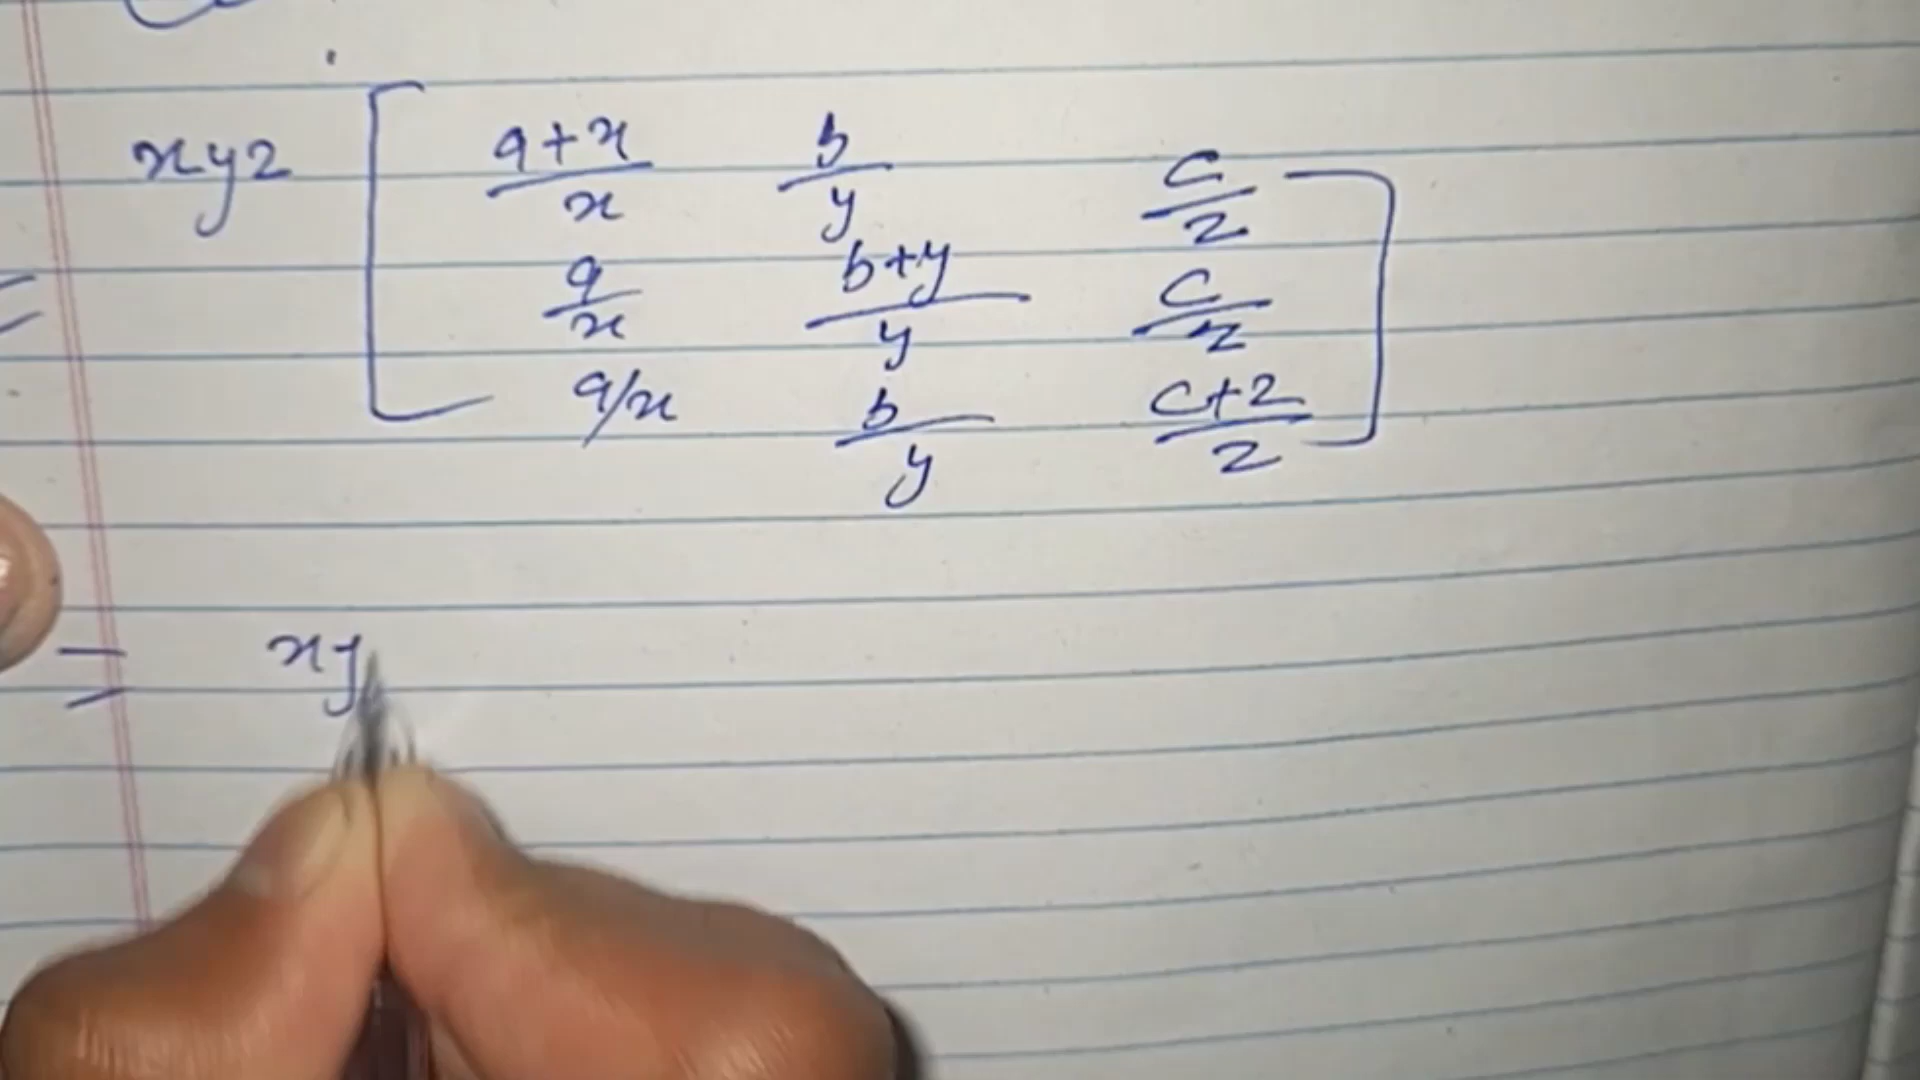 = xyz [ (a+x)/x b/y c/z
a/x (b+y)/y c/z
a/x b/y (c+z)/z ]
= xy